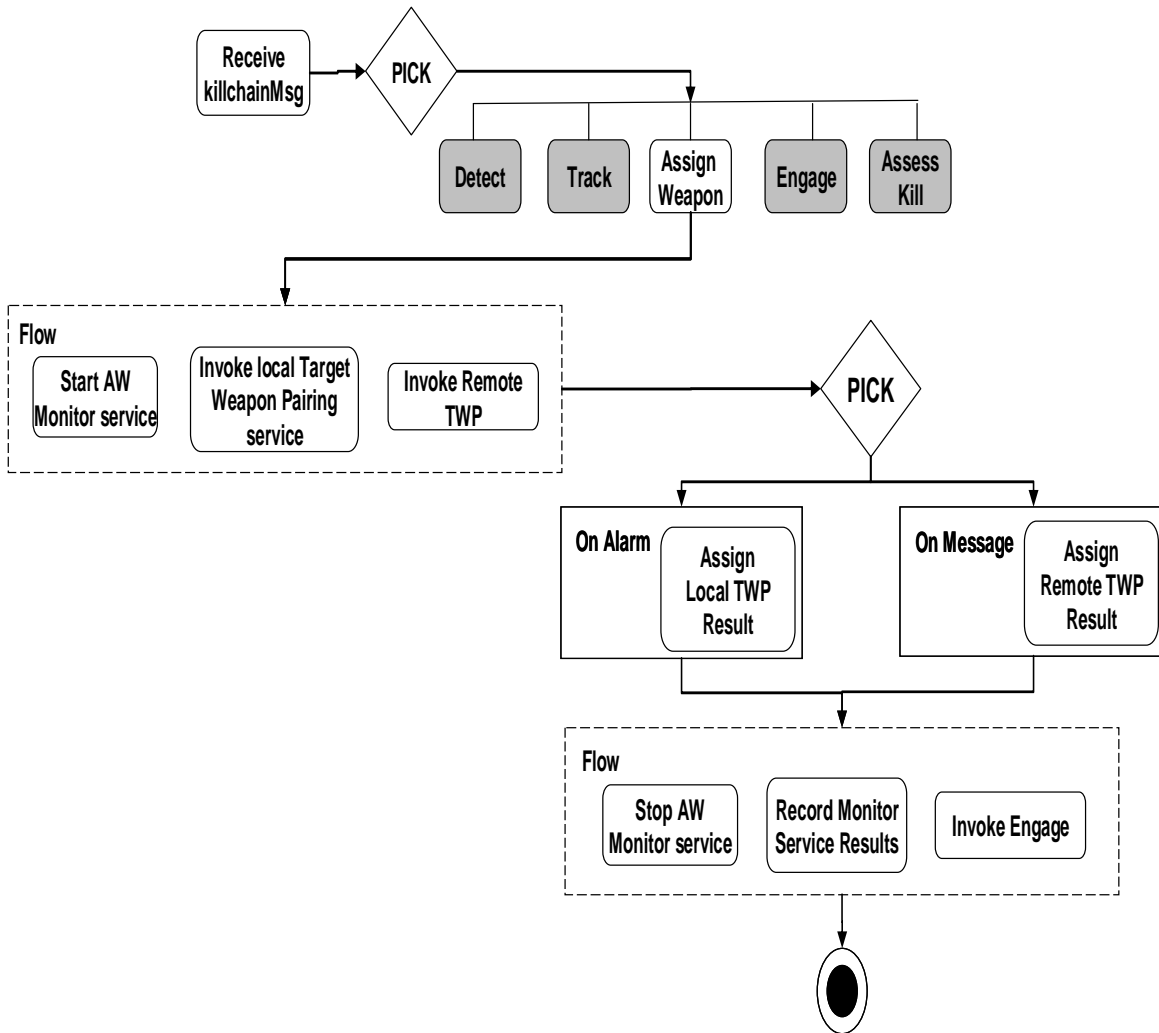 Receive
killchainMsg
PICK
Detect
Track
Assign
Weapon
Engage
Assess
Kill
Flow
Start AW
Monitor service
Invoke local Target
Weapon Pairing
service
Invoke Remote
TWP
PICK
On Alarm
Assign
Local TWP
Result
On Message
Assign
Remote TWP
Result
Flow
Stop AW
Monitor service
Record Monitor
Service Results
Invoke Engage